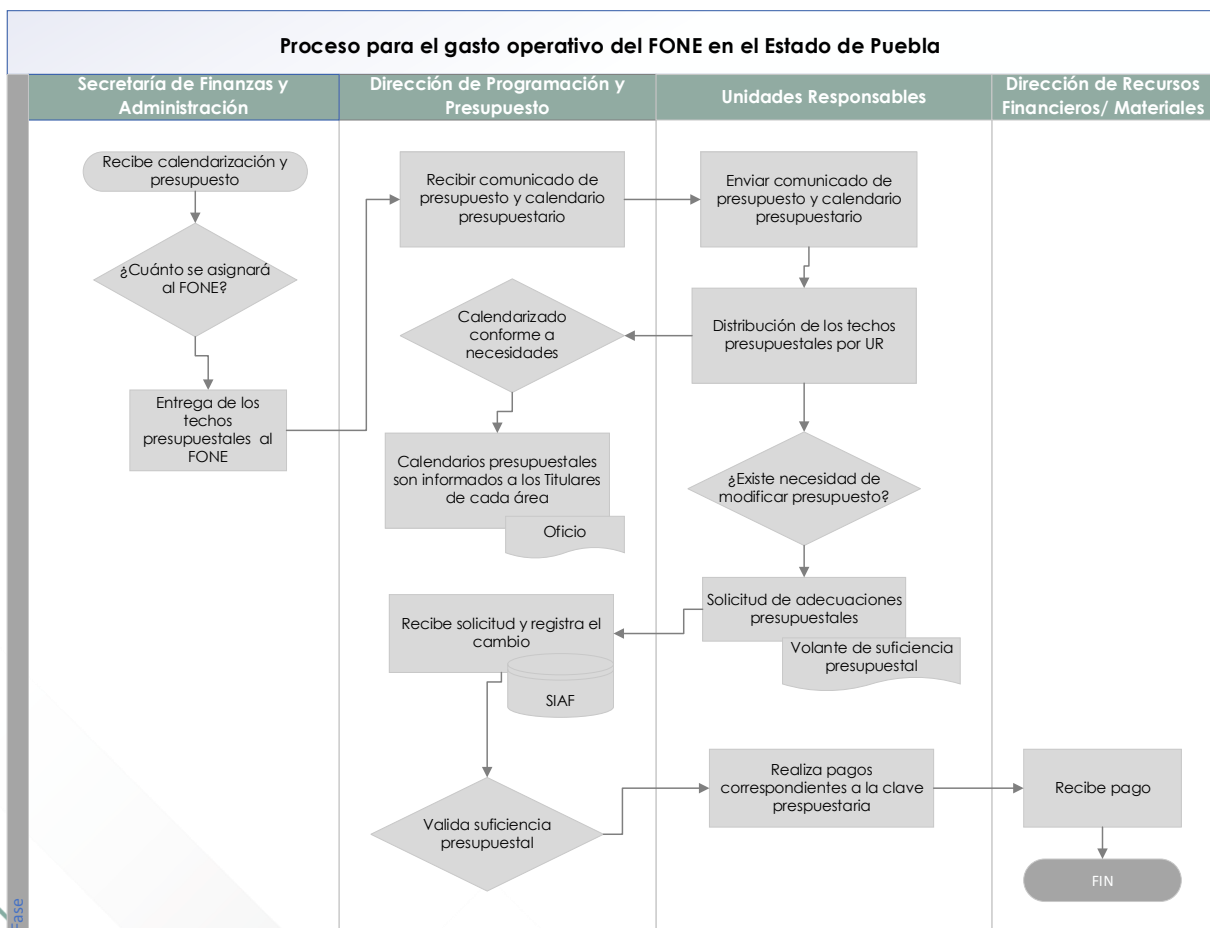 Proceso para el gasto operativo del FONE en el Estado de Puebla
Secretaría de Finanzas y
Administración
Dirección de Programación y
Presupuesto
Unidades Responsables
Dirección de Recursos
Financieros/ Materiales
Recibe calendarización y
presupuesto
¿Cuánto se asignará
al FONE?
Entrega de los
techos
presupuestales al
FONE
Recibir comunicado de
presupuesto y calendario
presupuestario
Enviar comunicado de
presupuesto y calendario
presupuestario
Distribución de los techos
presupuestales por UR
Calendarizado
conforme a
necesidades
Calendarios presupuestales
son informados a los Titulares
de cada área
Oficio
¿Existe necesidad de
modificar presupuesto?
Solicitud de adecuaciones
presupuestales
Volante de suficiencia
presupuestal
Recibe solicitud y registra el
cambio
SIAF
Valida suficiencia
presupuestal
Realiza pagos
correspondientes a la clave
prespuestaria
Recibe pago
FIN
Fase